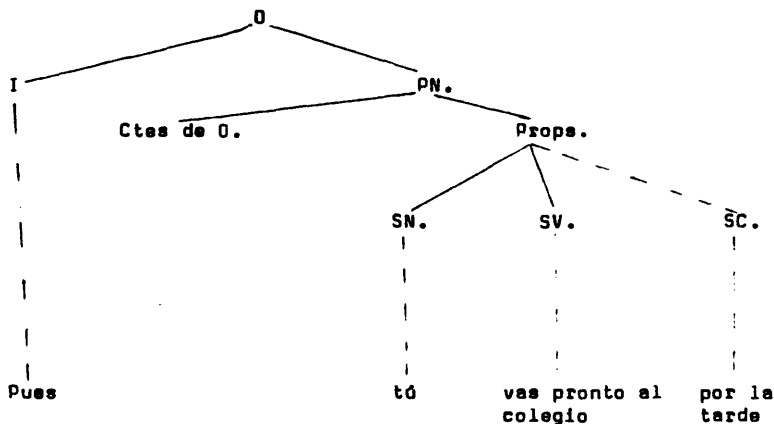 O
I PN.
Ctes de O. Props.
SN. SV. SC.
Pues tú vas pronto al por la
colegio tarde